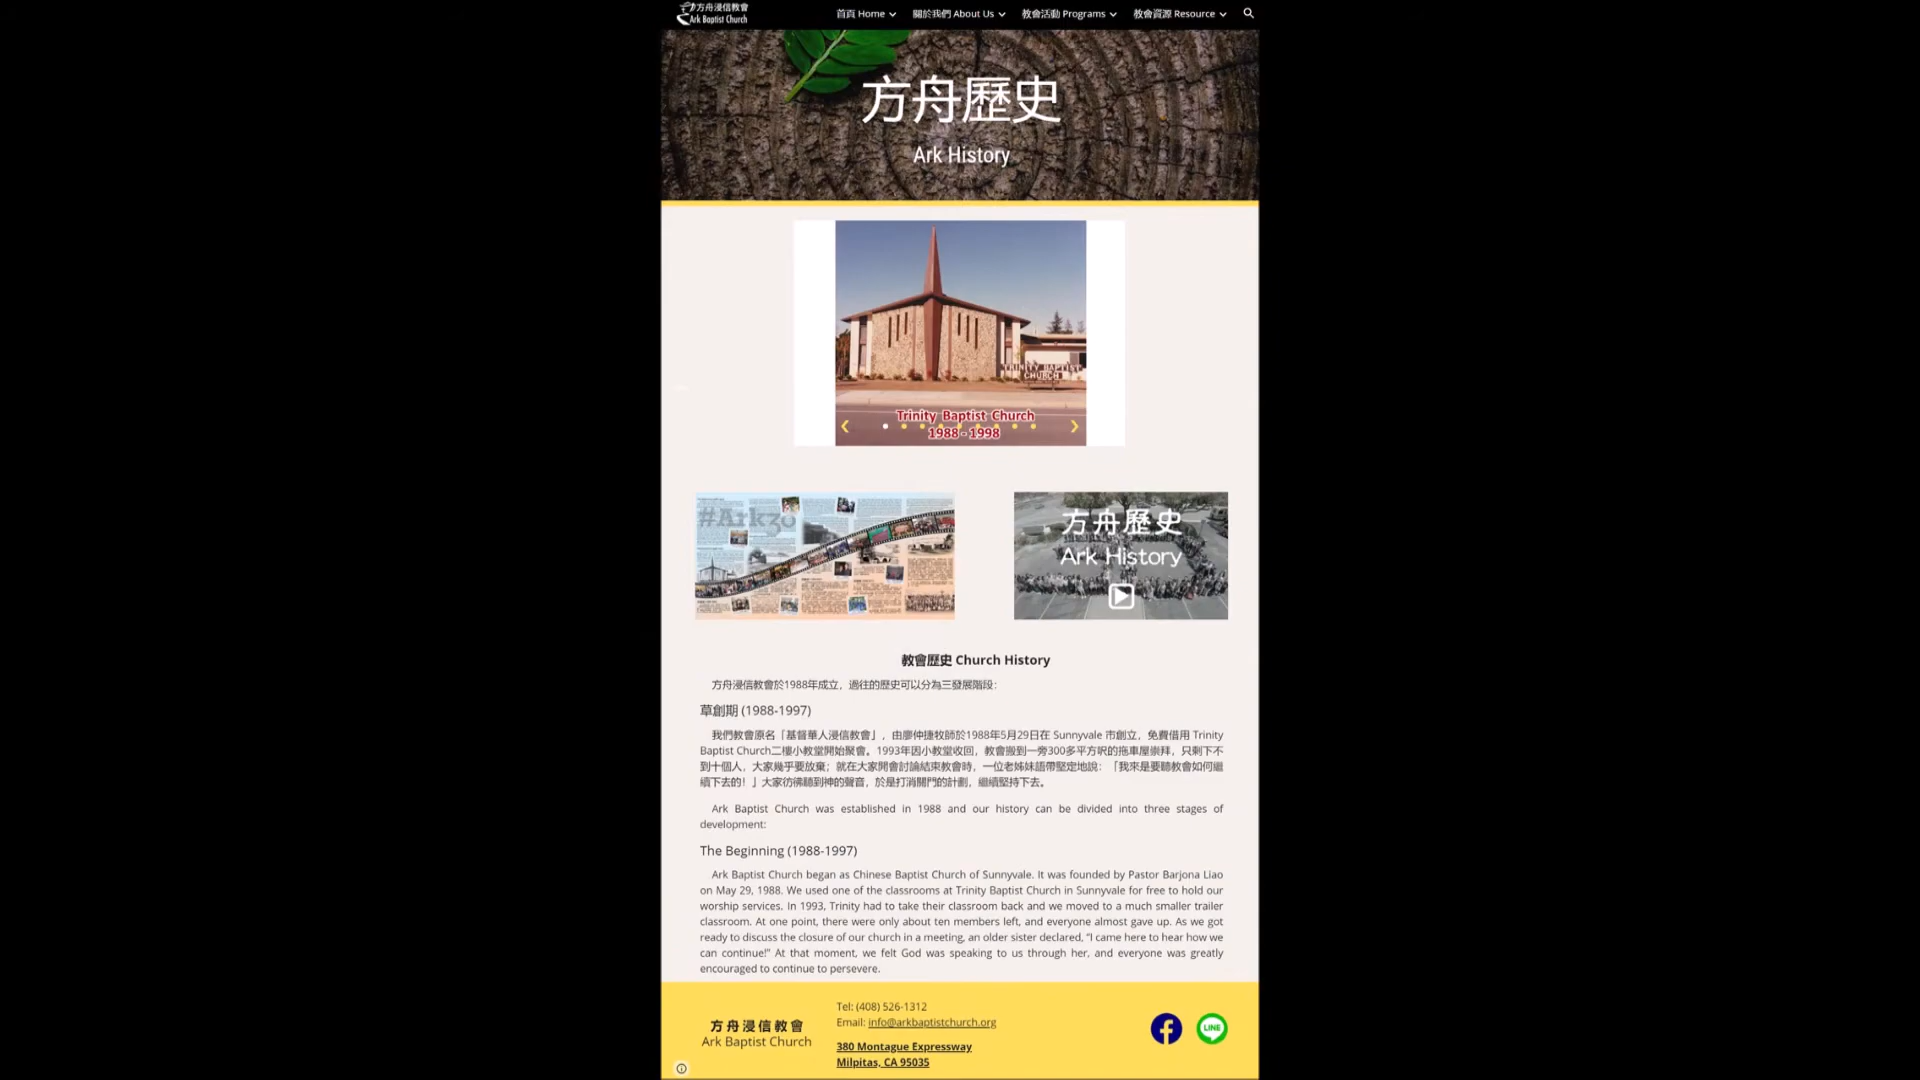 方舟浸信教會
Ark Baptist Church
首頁 Home
關於我們 About Us
教會活動 Programs
教會資源 Resource
方舟歷史
Ark History
TRINITY BAPTIST
CHURCH
Trinity Baptist Church
1988 - 1998
#Ark30
方舟歷史
Ark History
教會歷史 Church History
方舟浸信教會於1988年成立，過往的歷史可以分為三發展階段：
草創期 (1988-1997)
我們教會原名「基督華人浸信教會」，由廖仲捷牧師於1988年5月29日在 Sunnyvale 市創立，免費借用 Trinity
Baptist Church二樓小教堂開始聚會。1993年因小教堂收回，教會搬到一旁300多平方呎的拖車屋崇拜，只剩下不
到十個人，大家幾乎要放棄；就在大家開會討論結束教會時，一位老姊妹語帶堅定地說：「我來是要聽教會如何繼
續下去的！」大家彷彿聽到神的聲音，於是打消關門的計劃，繼續堅持下去。
Ark Baptist Church was established in 1988 and our history can be divided into three stages of
development:
The Beginning (1988-1997)
Ark Baptist Church began as Chinese Baptist Church of Sunnyvale. It was founded by Pastor Barjona Liao
on May 29, 1988. We used one of the classrooms at Trinity Baptist Church in Sunnyvale for free to hold our
worship services. In 1993, Trinity had to take their classroom back and we moved to a much smaller trailer
classroom. At one point, there were only about ten members left, and everyone almost gave up. As we got
ready to discuss the closure of our church in a meeting, an older sister declared, “I came here to hear how we
can continue!” At that moment, we felt God was speaking to us through her, and everyone was greatly
encouraged to continue to persevere.
方舟浸信教會
Ark Baptist Church
Tel: (408) 526-1312
Email: info@arkbaptistchurch.org
380 Montague Expressway
Milpitas, CA 95035
LINE